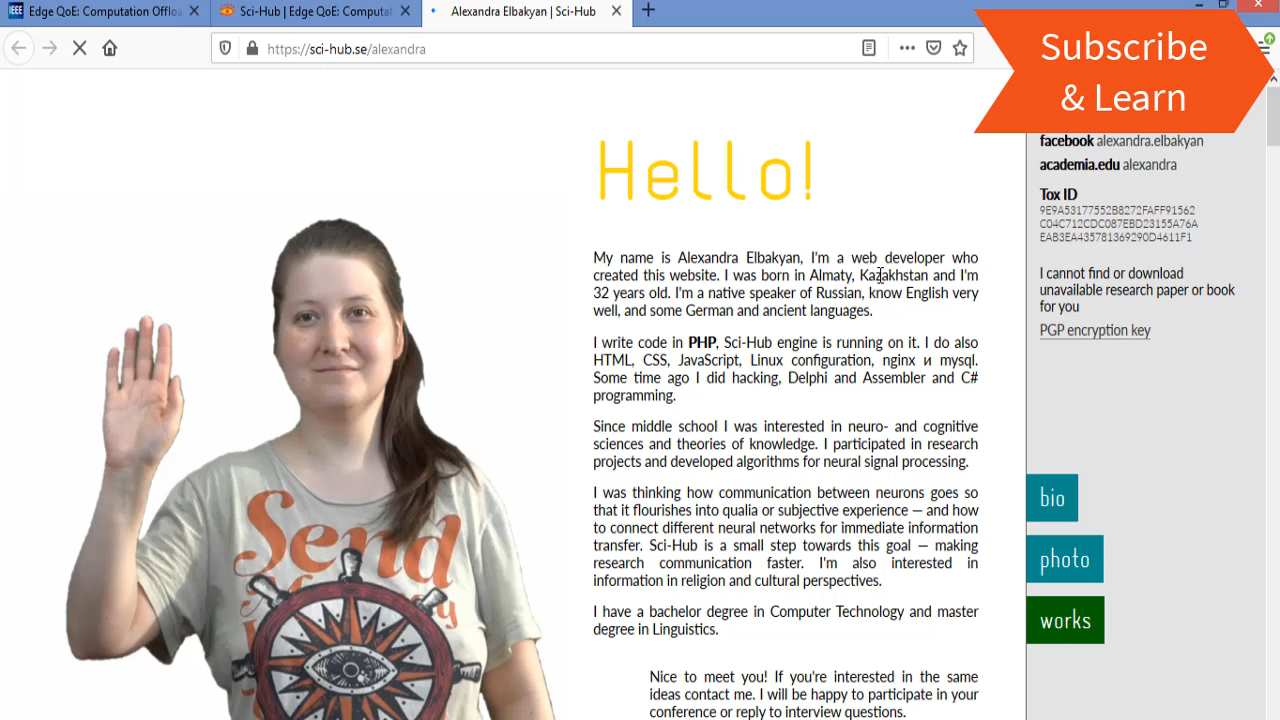 Edge QoE: Computation Offloa
Sci-Hub | Edge QoE: Computat
Alexandra Elbakyan | Sci-Hub
https://sci-hub.se/alexandra
Subscribe
& Learn
Hello!
My name is Alexandra Elbakyan, I'm a web developer who
created this website. I was born in Almaty, Kazakhstan and I'm
32 years old. I'm a native speaker of Russian, know English very
well, and some German and ancient languages.
I write code in PHP, Sci-Hub engine is running on it. I do also
HTML, CSS, JavaScript, Linux configuration, nginx и mysql.
Some time ago I did hacking, Delphi and Assembler and C#
programming.
Since middle school I was interested in neuro- and cognitive
sciences and theories of knowledge. I participated in research
projects and developed algorithms for neural signal processing.
I was thinking how communication between neurons goes so
that it flourishes into qualia or subjective experience — and how
to connect different neural networks for immediate information
transfer. Sci-Hub is a small step towards this goal — making
research communication faster. I'm also interested in
information in religion and cultural perspectives.
I have a bachelor degree in Computer Technology and master
degree in Linguistics.
Nice to meet you! If you're interested in the same
ideas contact me. I will be happy to participate in your
conference or reply to interview questions.
facebook alexandra.elbakyan
academia.edu alexandra
Tox ID
9E9A53177552B8272FAFF91562
C04C712CDC087EBD23155A76A
EAB3EA435781369290D4611F1
I cannot find or download
unavailable research paper or book
for you
PGP encryption key
bio
photo
works
Send